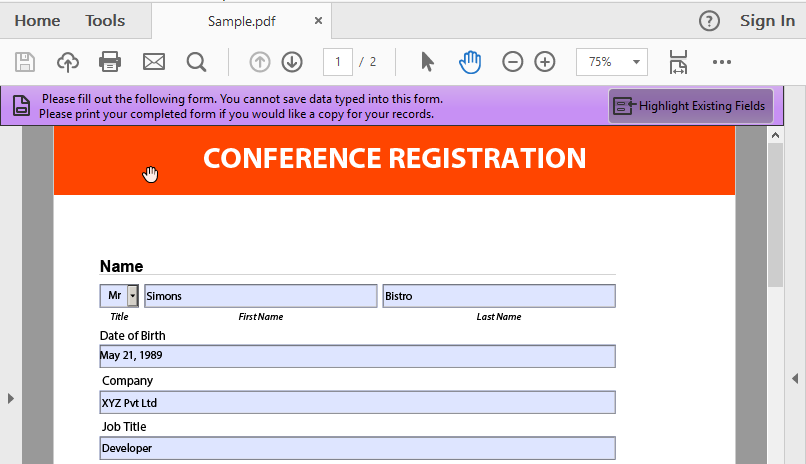 Home Tools Sample.pdf × ? Sign In
1 / 2 75%
Please fill out the following form. You cannot save data typed into this form.
Please print your completed form if you would like a copy for your records.
Highlight Existing Fields
CONFERENCE REGISTRATION
Name
Mr Simons Bistro
Title First Name Last Name
Date of Birth
May 21, 1989
Company
XYZ Pvt Ltd
Job Title
Developer